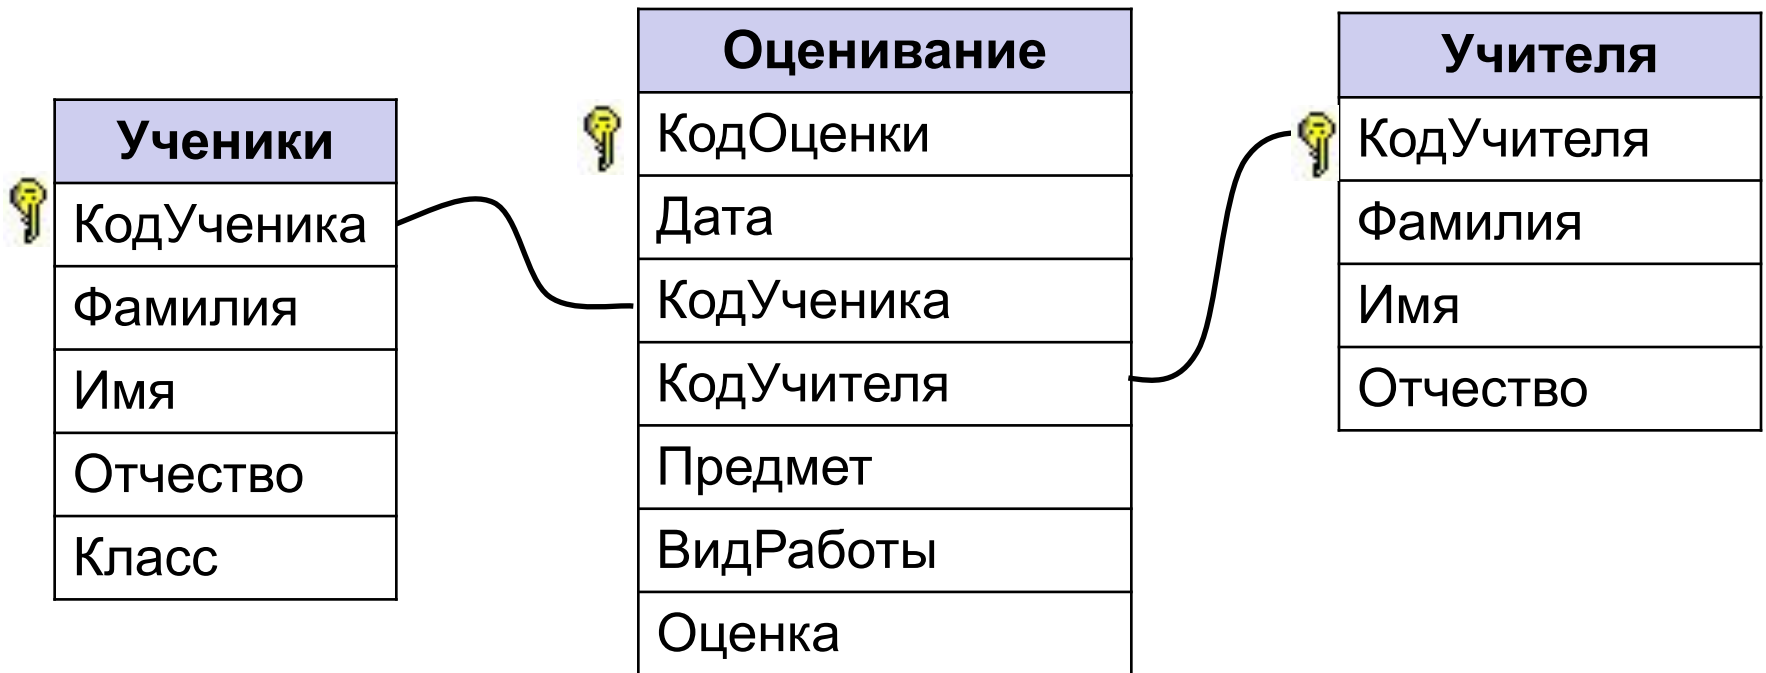 Ученики
КодУченика
Фамилия
Имя
Отчество
Класс
Оценивание
КодОценки
Дата
КодУченика
КодУчителя
Предмет
ВидРаботы
Оценка
Учителя
КодУчителя
Фамилия
Имя
Отчество